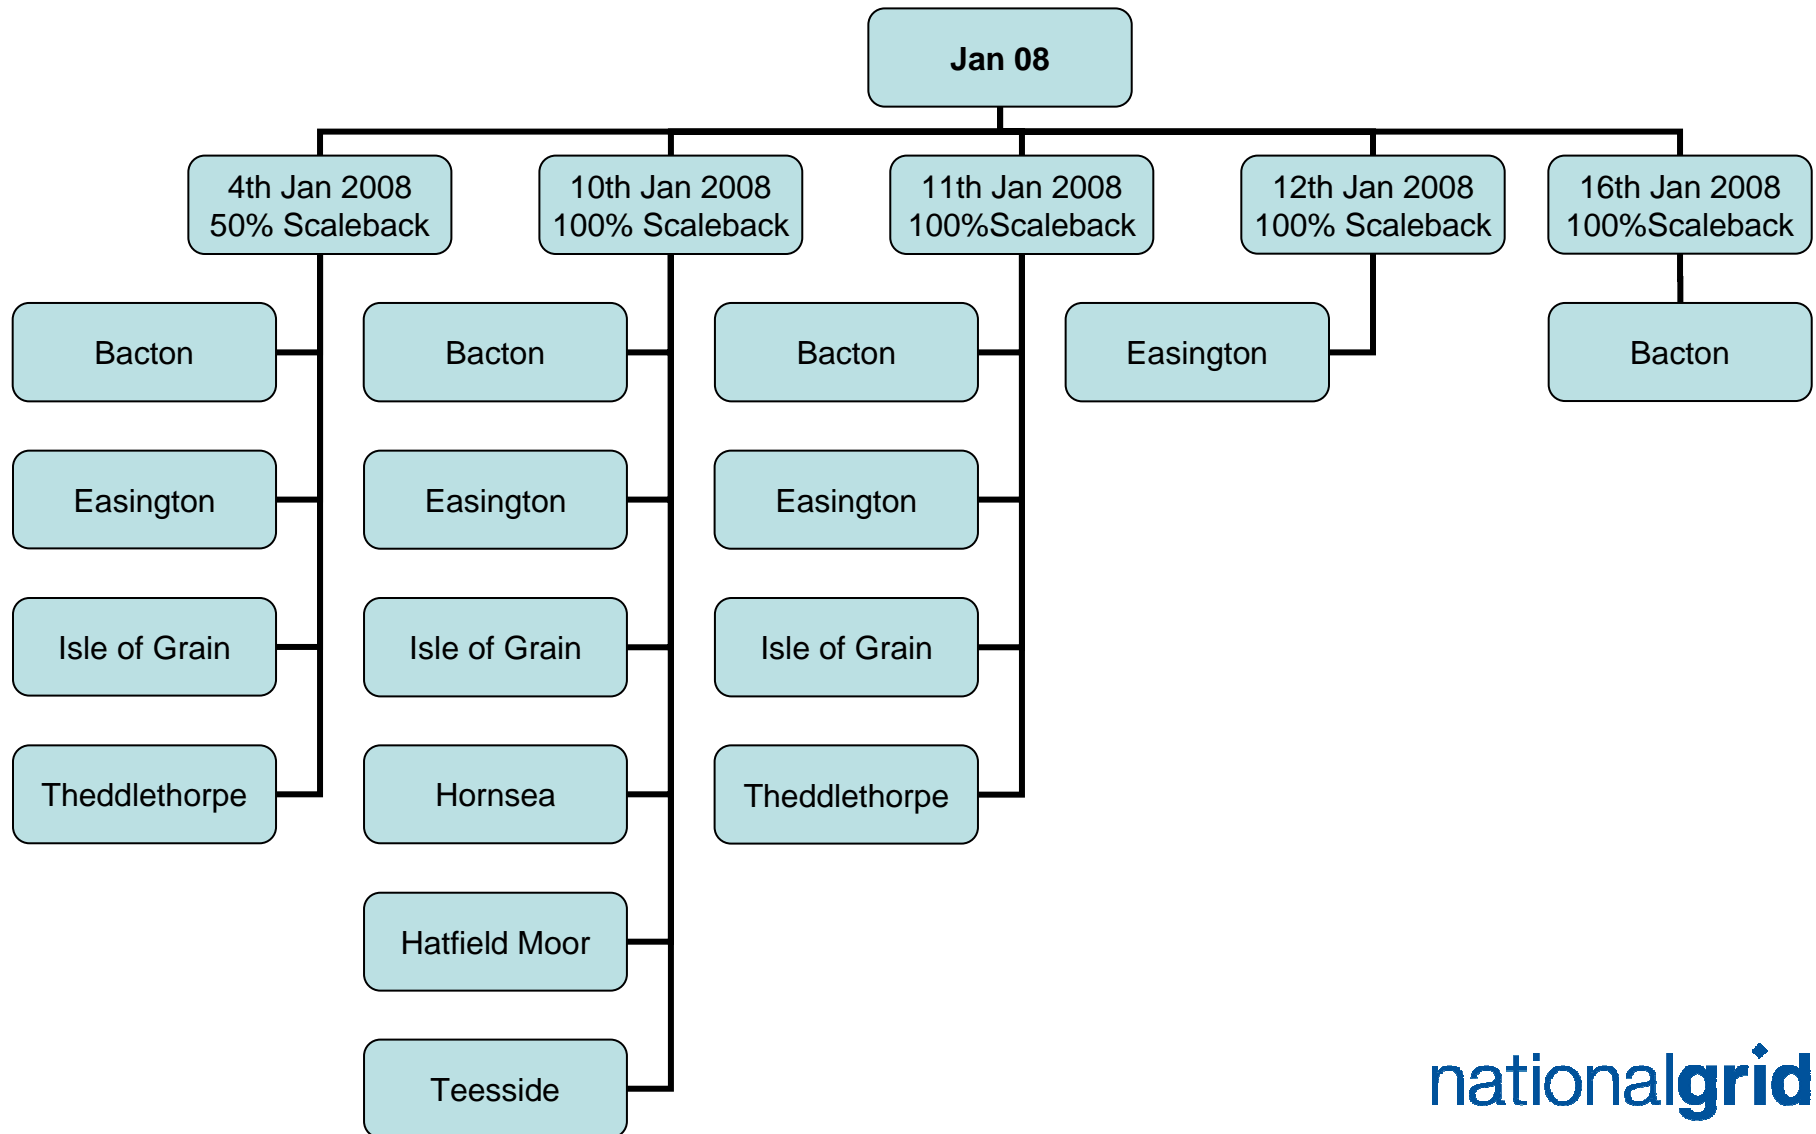 Jan 08
4th Jan 2008
50% Scaleback
10th Jan 2008
100% Scaleback
11th Jan 2008
100%Scaleback
12th Jan 2008
100% Scaleback
16th Jan 2008
100%Scaleback
Bacton
Bacton
Bacton
Easington
Bacton
Easington
Easington
Easington
Isle of Grain
Isle of Grain
Isle of Grain
Theddlethorpe
Hornsea
Theddlethorpe
Hatfield Moor
Teesside
nationalgrid